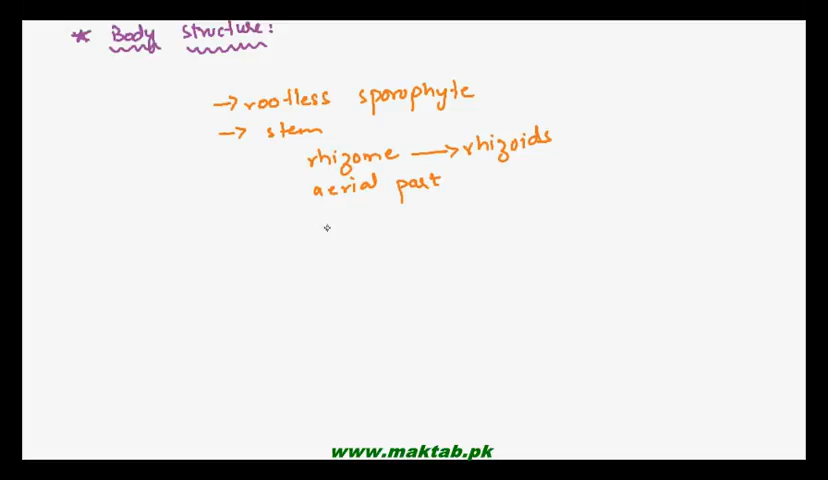 * Body structure:
→ rootless sporophyte
→ stem
rhizome → rhizoids
aerial part
www.maktab.pk